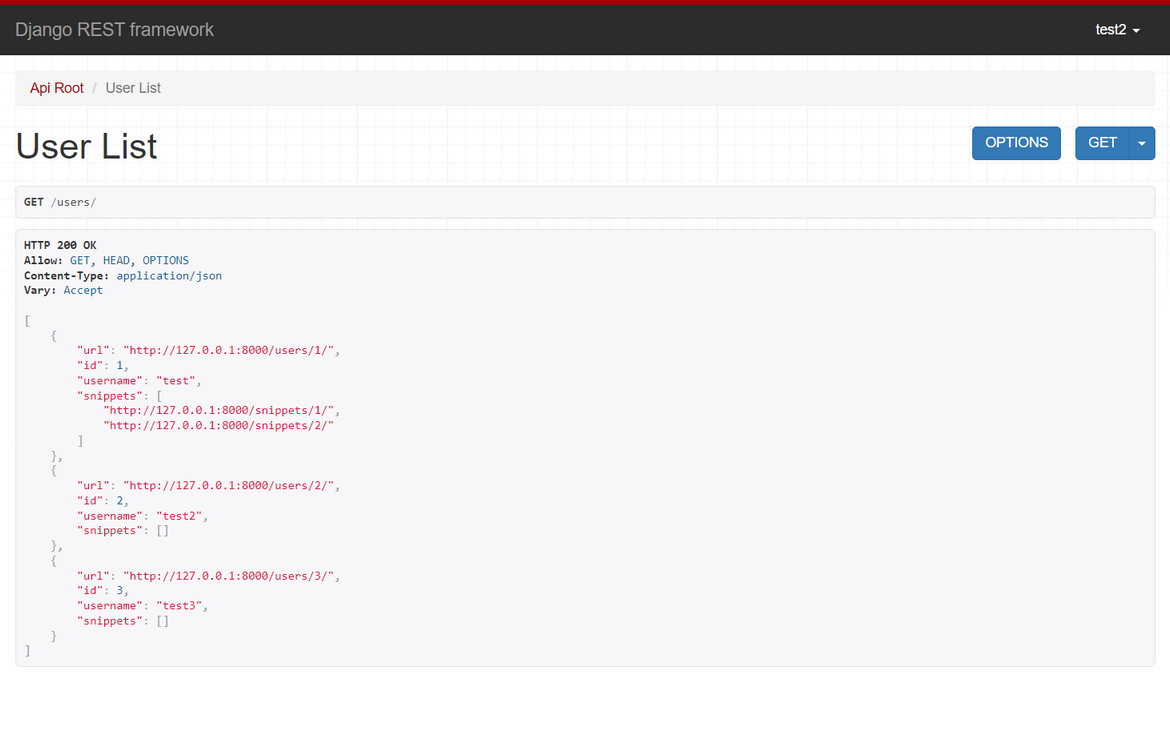 Django REST framework
test2
Api Root / User List
User List
OPTIONS
GET
GET /users/
HTTP 200 OK
Allow: GET, HEAD, OPTIONS
Content-Type: application/json
Vary: Accept
[
    {
        "url": "http://127.0.0.1:8000/users/1/",
        "id": 1,
        "username": "test",
        "snippets": [
            "http://127.0.0.1:8000/snippets/1/",
            "http://127.0.0.1:8000/snippets/2/"
        ]
    },
    {
        "url": "http://127.0.0.1:8000/users/2/",
        "id": 2,
        "username": "test2",
        "snippets": []
    },
    {
        "url": "http://127.0.0.1:8000/users/3/",
        "id": 3,
        "username": "test3",
        "snippets": []
    }
]